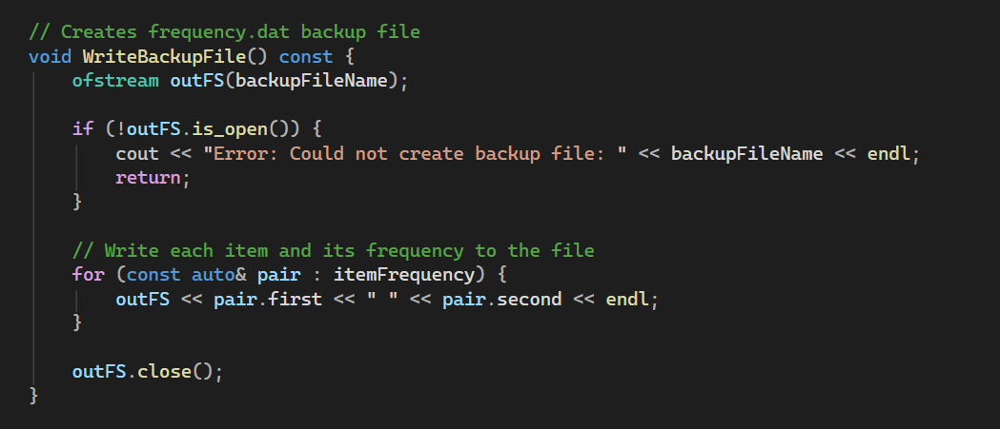 // Creates frequency.dat backup file
void WriteBackupFile() const {
    ofstream outFS(backupFileName);

    if (!outFS.is_open()) {
        cout << "Error: Could not create backup file: " << backupFileName << endl;
        return;
    }

    // Write each item and its frequency to the file
    for (const auto& pair : itemFrequency) {
        outFS << pair.first << " " << pair.second << endl;
    }

    outFS.close();
}